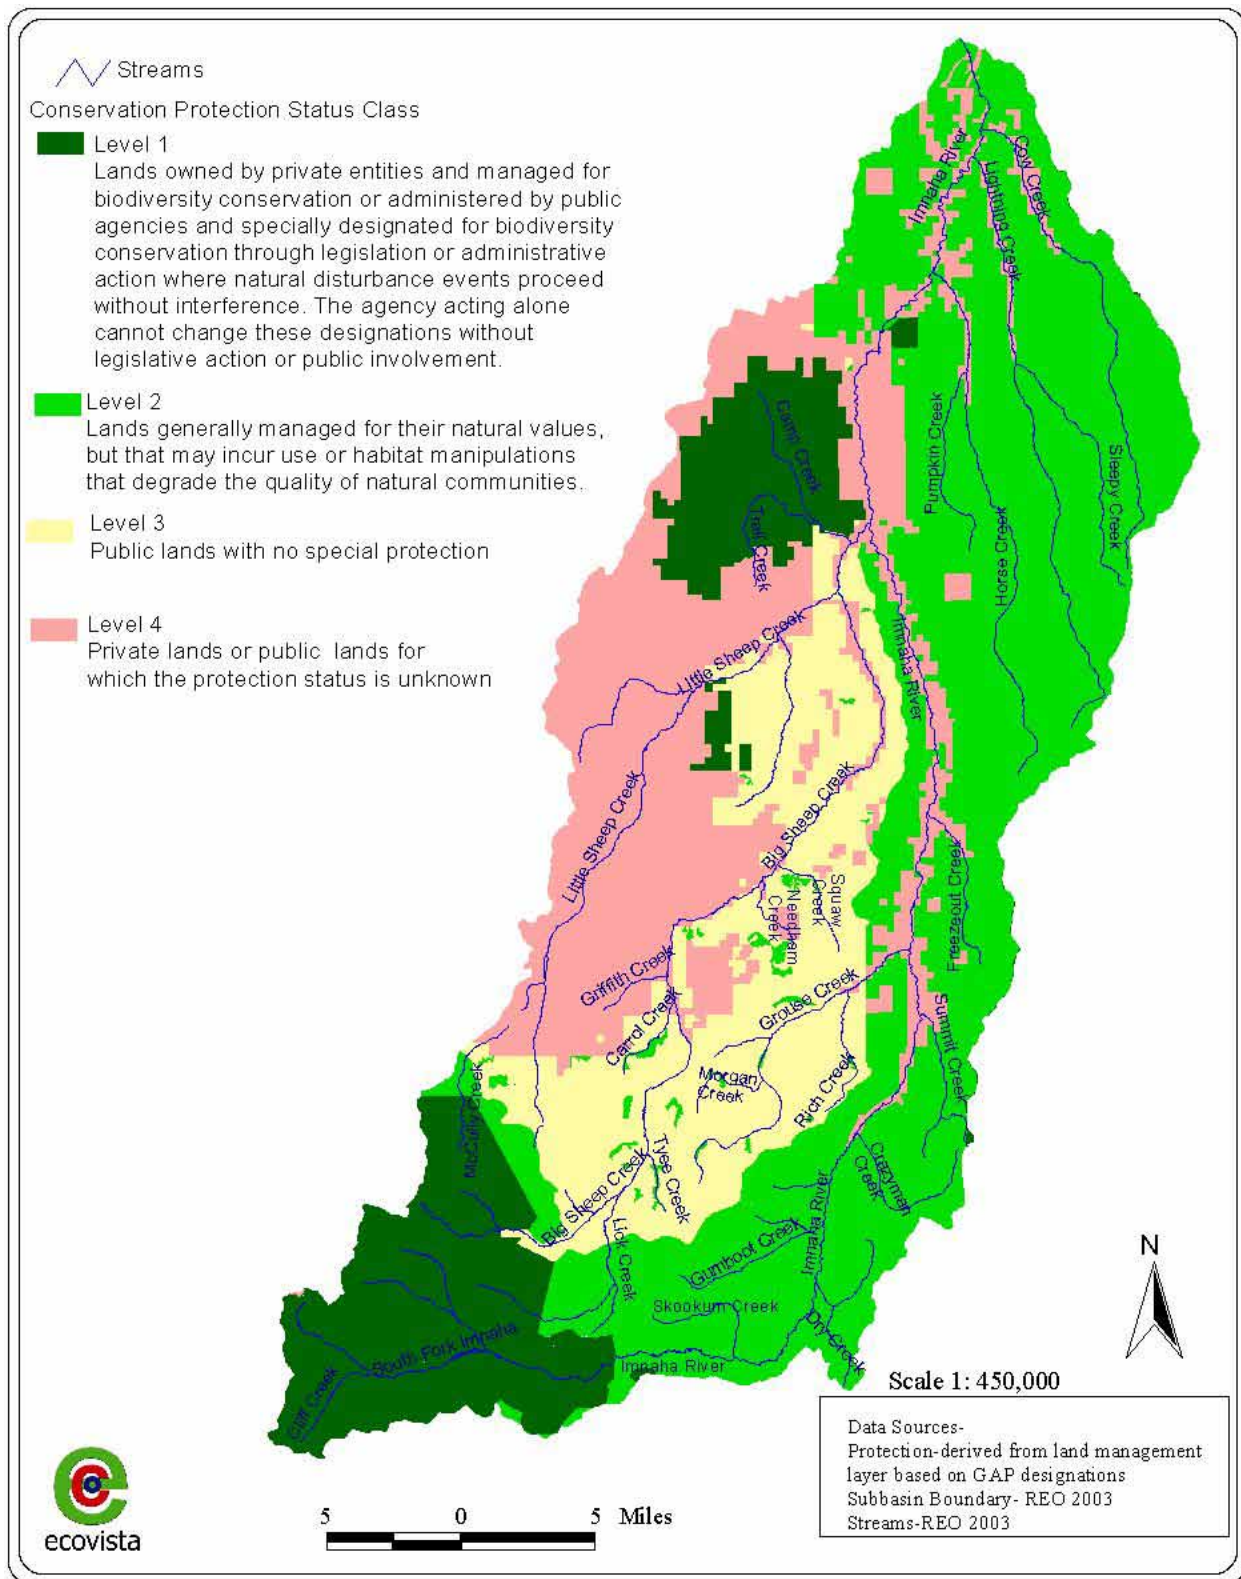 Streams
Conservation Protection Status Class
Level 1
Lands owned by private entities and managed for
biodiversity conservation or administered by public
agencies and specially designated for biodiversity
conservation through legislation or administrative
action where natural disturbance events proceed
without interference. The agency acting alone
cannot change these designations without
legislative action or public involvement.
Level 2
Lands generally managed for their natural values,
but that may incur use or habitat manipulations
that degrade the quality of natural communities.
Level 3
Public lands with no special protection
Level 4
Private lands or public lands for
which the protection status is unknown
Imnaha River
Cow Creek
Lightning Creek
Camp Creek
Trail Creek
Pumpkin Creek
Sleepy Creek
Horse Creek
Little Sheep Creek
Imnaha River
Little Sheep Creek
Big Sheep Creek
Squaw
Creek
Needham
Creek
Freezeout Creek
Griffith Creek
Grouse Creek
Carrol Creek
Summit Creek
Morgan
Creek
Rich Creek
McCully Creek
Tyee Creek
Crazyman
Creek
Big Sheep Creek
Lick Creek
Imnaha River
Gumboot Creek
Skookum Creek
Dry Creek
South Fork Imnaha
Imnaha River
Cliff Creek
N
Scale 1: 450,000
Data Sources-
Protection-derived from land management
layer based on GAP designations
Subbasin Boundary- REO 2003
Streams-REO 2003
5 0 5 Miles
ecovista